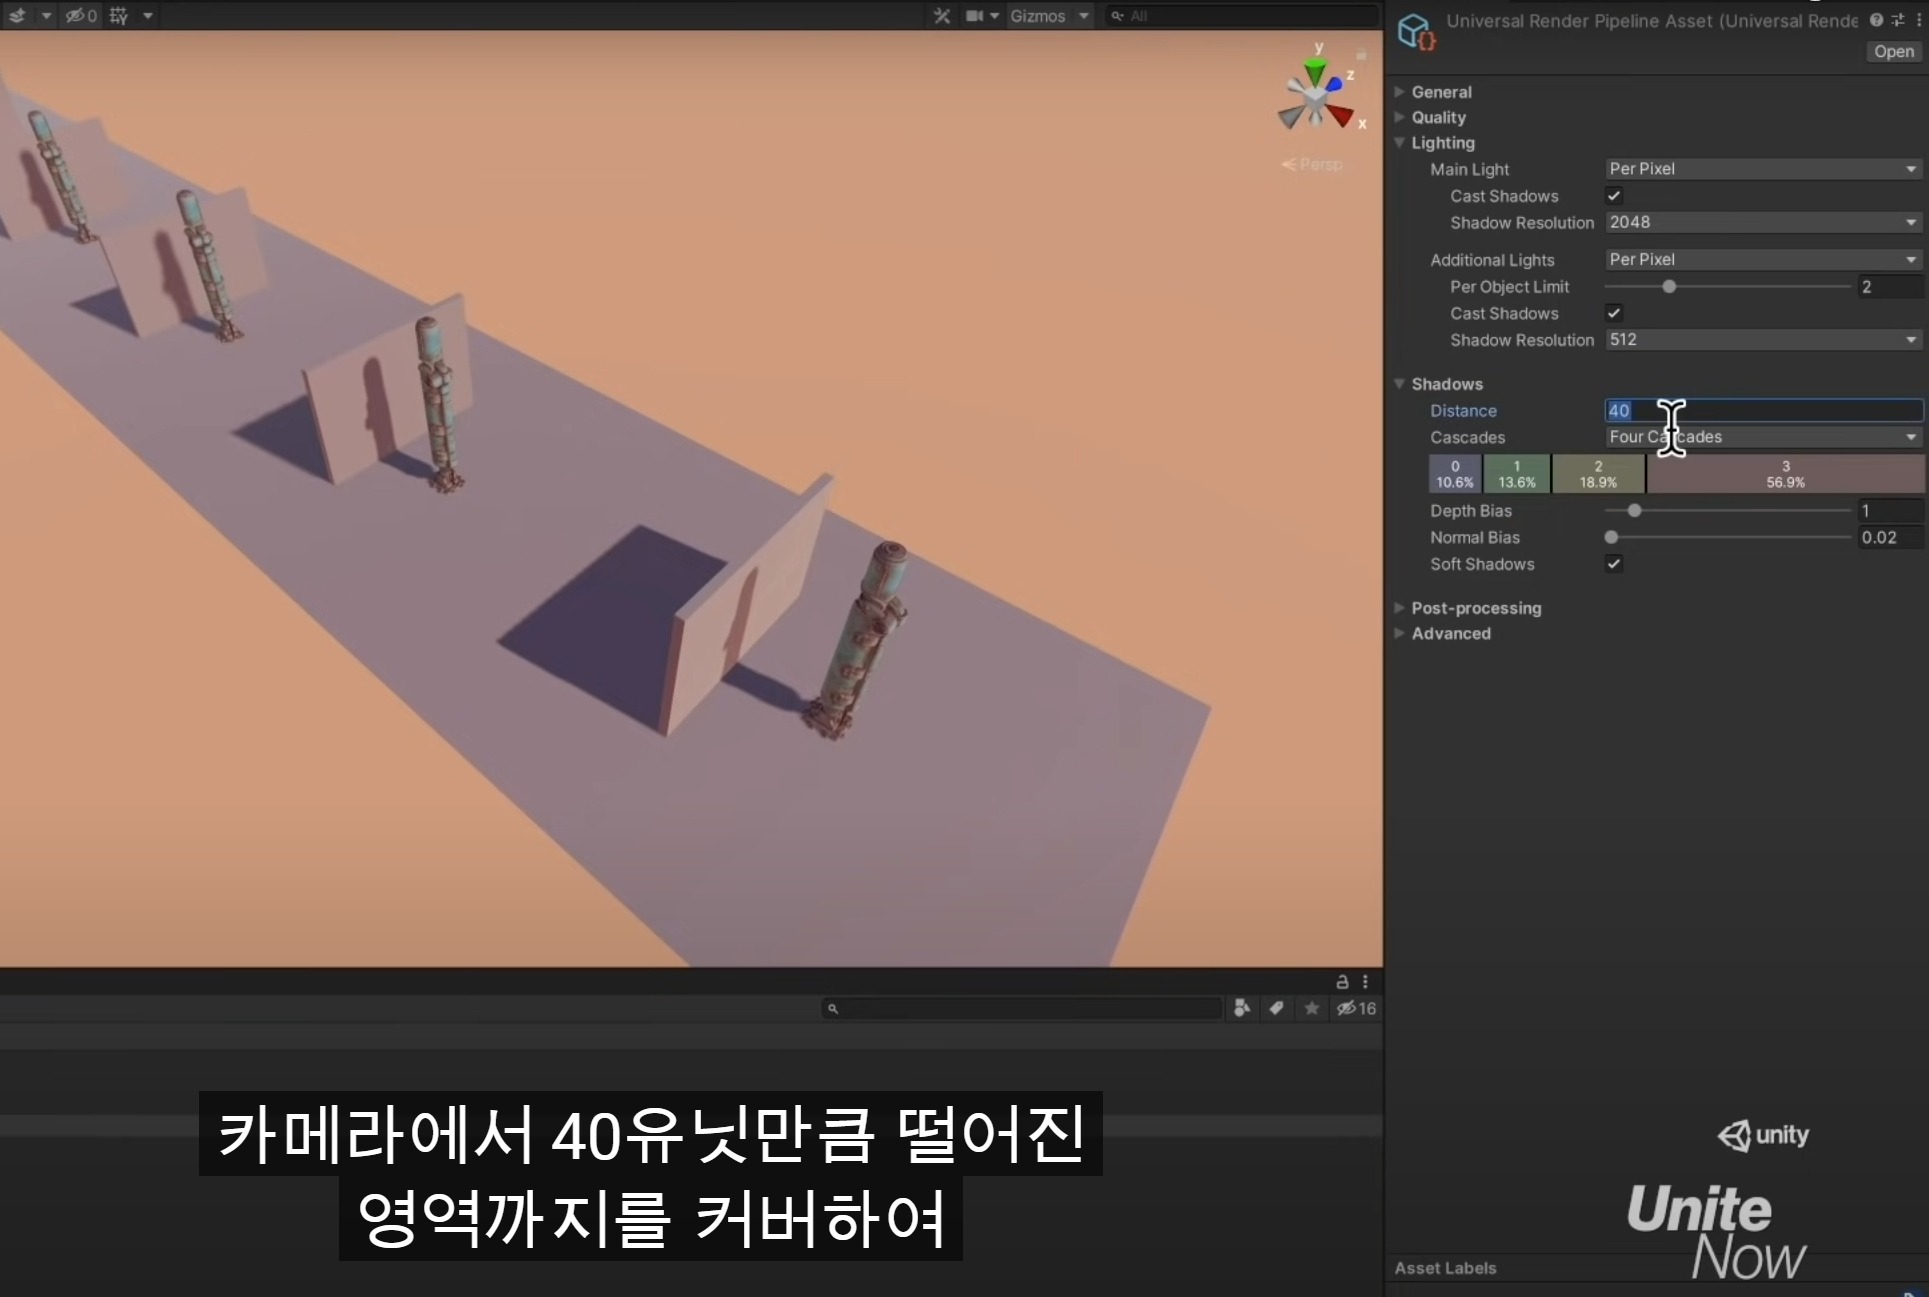 0
Gizmos
All
y
z
x
Persp
Universal Render Pipeline Asset (Universal Rende
Open
General
Quality
Lighting
Main Light
Per Pixel
Cast Shadows
Shadow Resolution
2048
Additional Lights
Per Pixel
Per Object Limit
2
Cast Shadows
Shadow Resolution
512
Shadows
Distance
40
Cascades
Four Cascades
0
10.6%
1
13.6%
2
18.9%
3
56.9%
Depth Bias
1
Normal Bias
0.02
Soft Shadows
Post-processing
Advanced
16
카메라에서 40유닛만큼 떨어진
영역까지를 커버하여
unity
Unite
Now
Asset Labels